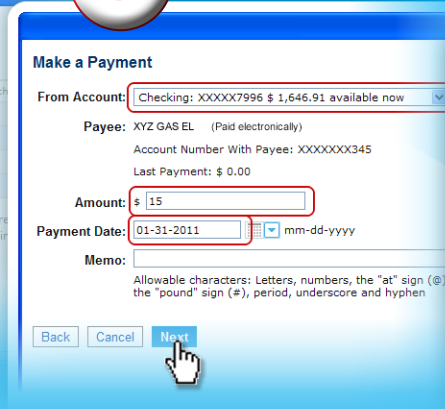 Make a Payment
From Account: Checking: XXXXX7996 $ 1,646.91 available now
Payee: XYZ GAS EL (Paid electronically)
Account Number With Payee: XXXXXXX345
Last Payment: $ 0.00
Amount: $ 15
Payment Date: 01-31-2011 mm-dd-yyyy
Memo:
Allowable characters: Letters, numbers, the "at" sign (@)
the "pound" sign (#), period, underscore and hyphen
Back Cancel Next